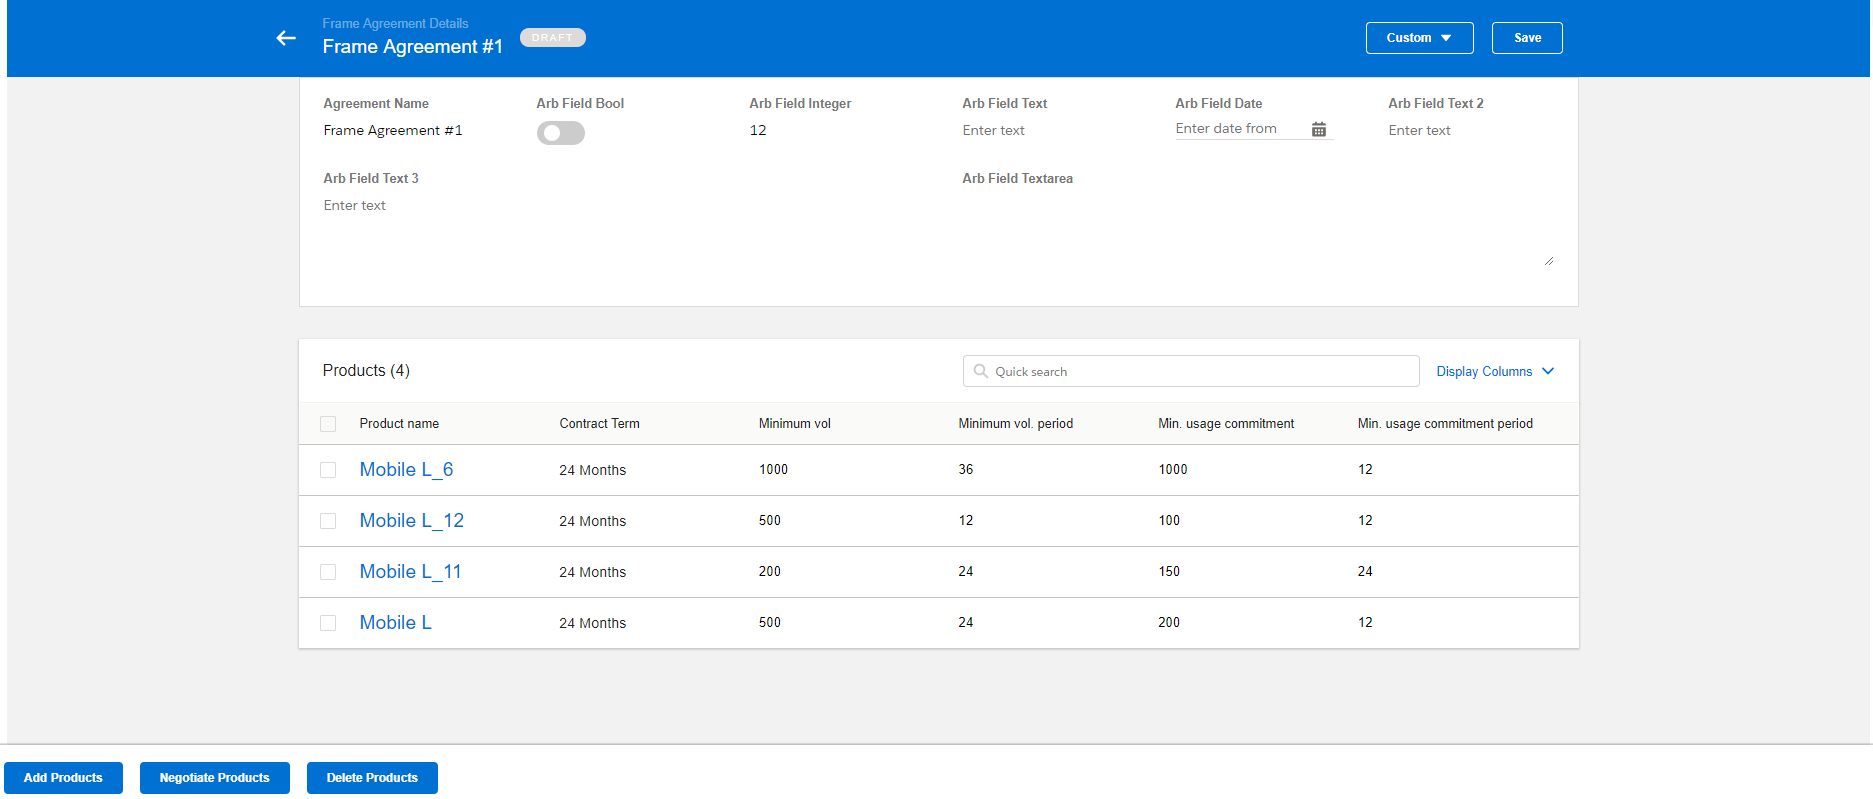 Frame Agreement Details
Frame Agreement #1
DRAFT
Custom
Save
Agreement Name
Arb Field Bool
Arb Field Integer
Arb Field Text
Arb Field Date
Arb Field Text 2
Frame Agreement #1
12
Enter text
Enter date from
Enter text
Arb Field Text 3
Arb Field Textarea
Enter text
Products (4)
Quick search
Display Columns
Product name Contract Term Minimum vol Minimum vol. period Min. usage commitment Min. usage commitment period
Mobile L_6 24 Months 1000 36 1000 12
Mobile L_12 24 Months 500 12 100 12
Mobile L_11 24 Months 200 24 150 24
Mobile L 24 Months 500 24 200 12
Add Products
Negotiate Products
Delete Products